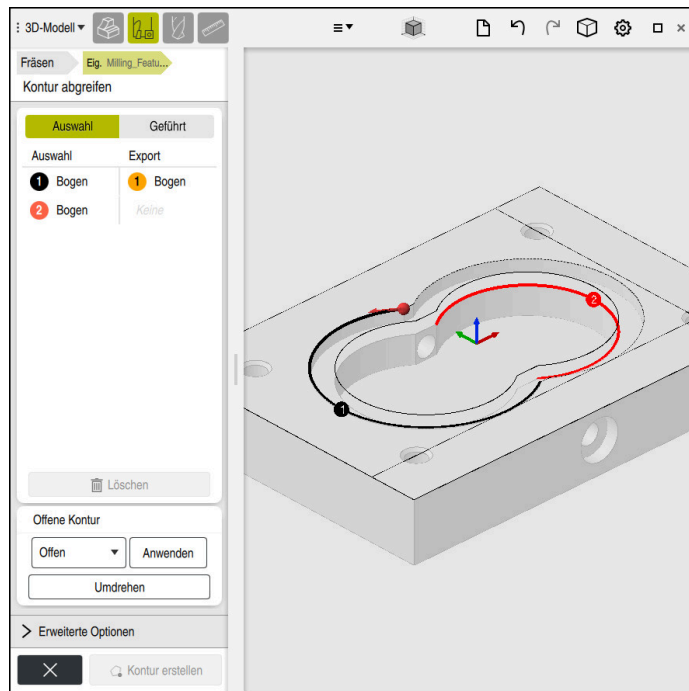 3D-Modell
Fräsen
Eig. Milling_Featu...
Kontur abgreifen
Auswahl Geführt
Auswahl Export
1 Bogen 1 Bogen
2 Bogen Keine
2
1
Löschen
Offene Kontur
Offen Anwenden
Umdrehen
Erweiterte Optionen
Kontur erstellen